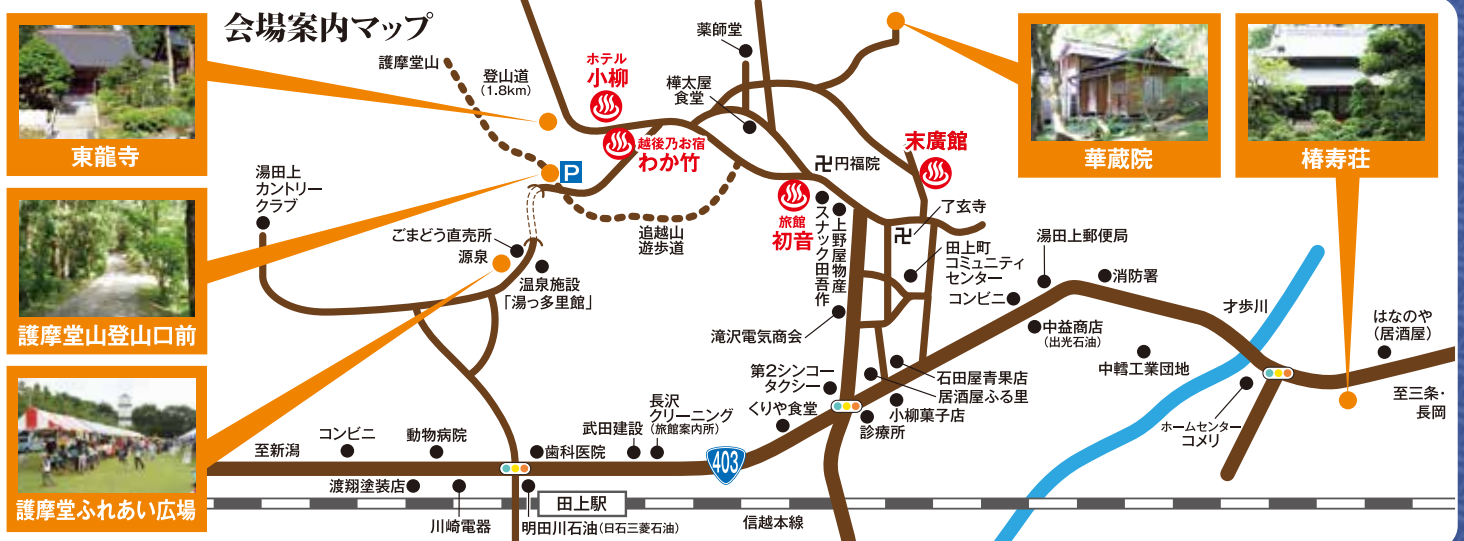 会場案内マップ
東龍寺
護摩堂山登山口前
護摩堂ふれあい広場
華蔵院
椿寿荘
護摩堂山
登山道
(1.8km)
ホテル
小柳
越後乃お宿
わか竹
薬師堂
樺太屋
食堂
卍円福院
末廣館
旅館
初音
スナック田吾作
上野屋物産
了玄寺
卍
田上町
コミュニティ
センター
コンビニ
湯田上郵便局
消防署
才歩川
はなのや
(居酒屋)
至三条・
長岡
中益商店
(出光石油)
中轌工業団地
ホームセンター
コメリ
湯田上
カントリー
クラブ
P
ごまどう直売所
源泉
温泉施設
「湯っ多里館」
追越山
遊歩道
滝沢電気商会
第2シンコー
タクシー
くりや食堂
石田屋青果店
居酒屋ふる里
小柳菓子店
診療所
長沢
クリーニング
(旅館案内所)
武田建設
歯科医院
動物病院
コンビニ
至新潟
403
渡翔塗装店
川崎電器
明田川石油(日石三菱石油)
田上駅
信越本線